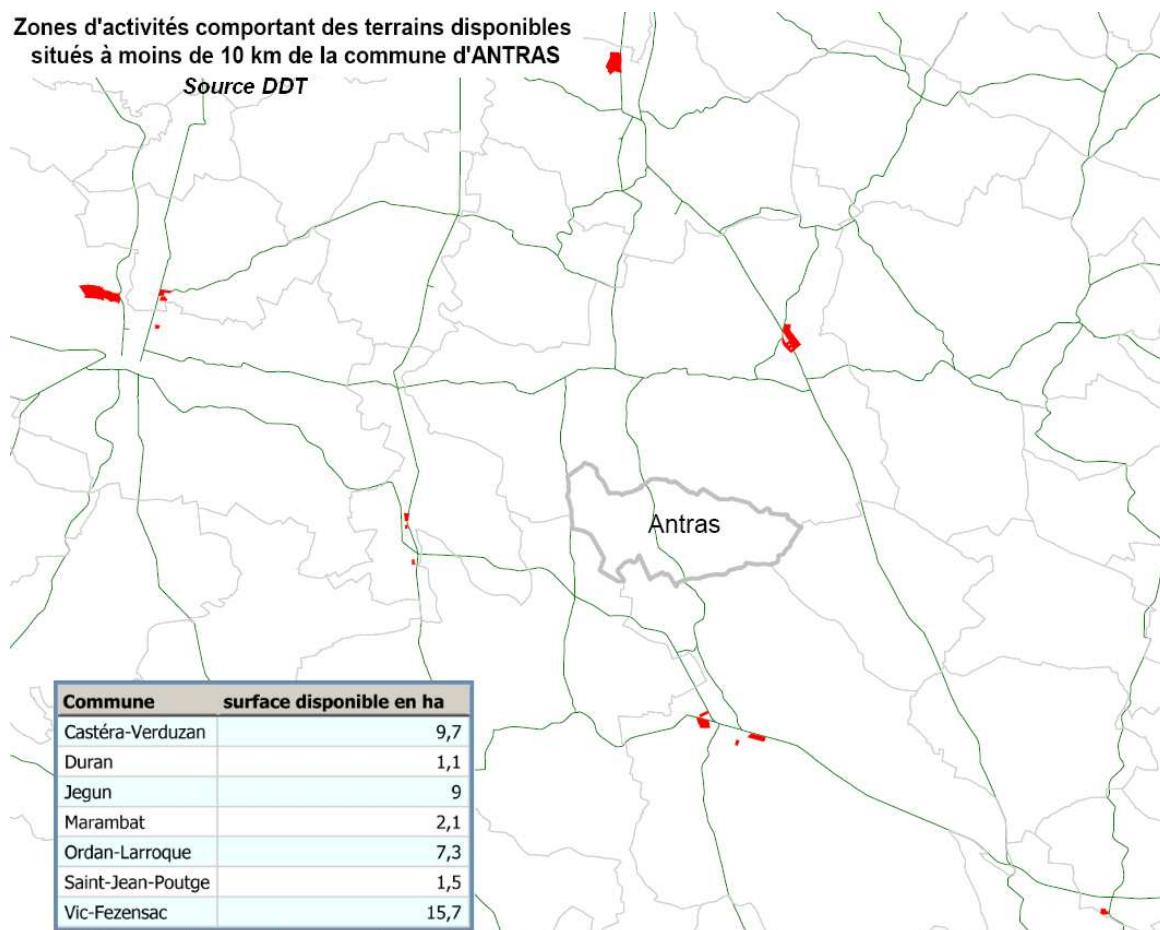 Zones d'activités comportant des terrains disponibles
situés à moins de 10 km de la commune d'ANTRAS
Source DDT
Antras
Commune surface disponible en ha
Castéra-Verduzan 9,7
Duran 1,1
Jegun 9
Marambat 2,1
Ordan-Larroque 7,3
Saint-Jean-Poutge 1,5
Vic-Fezensac 15,7